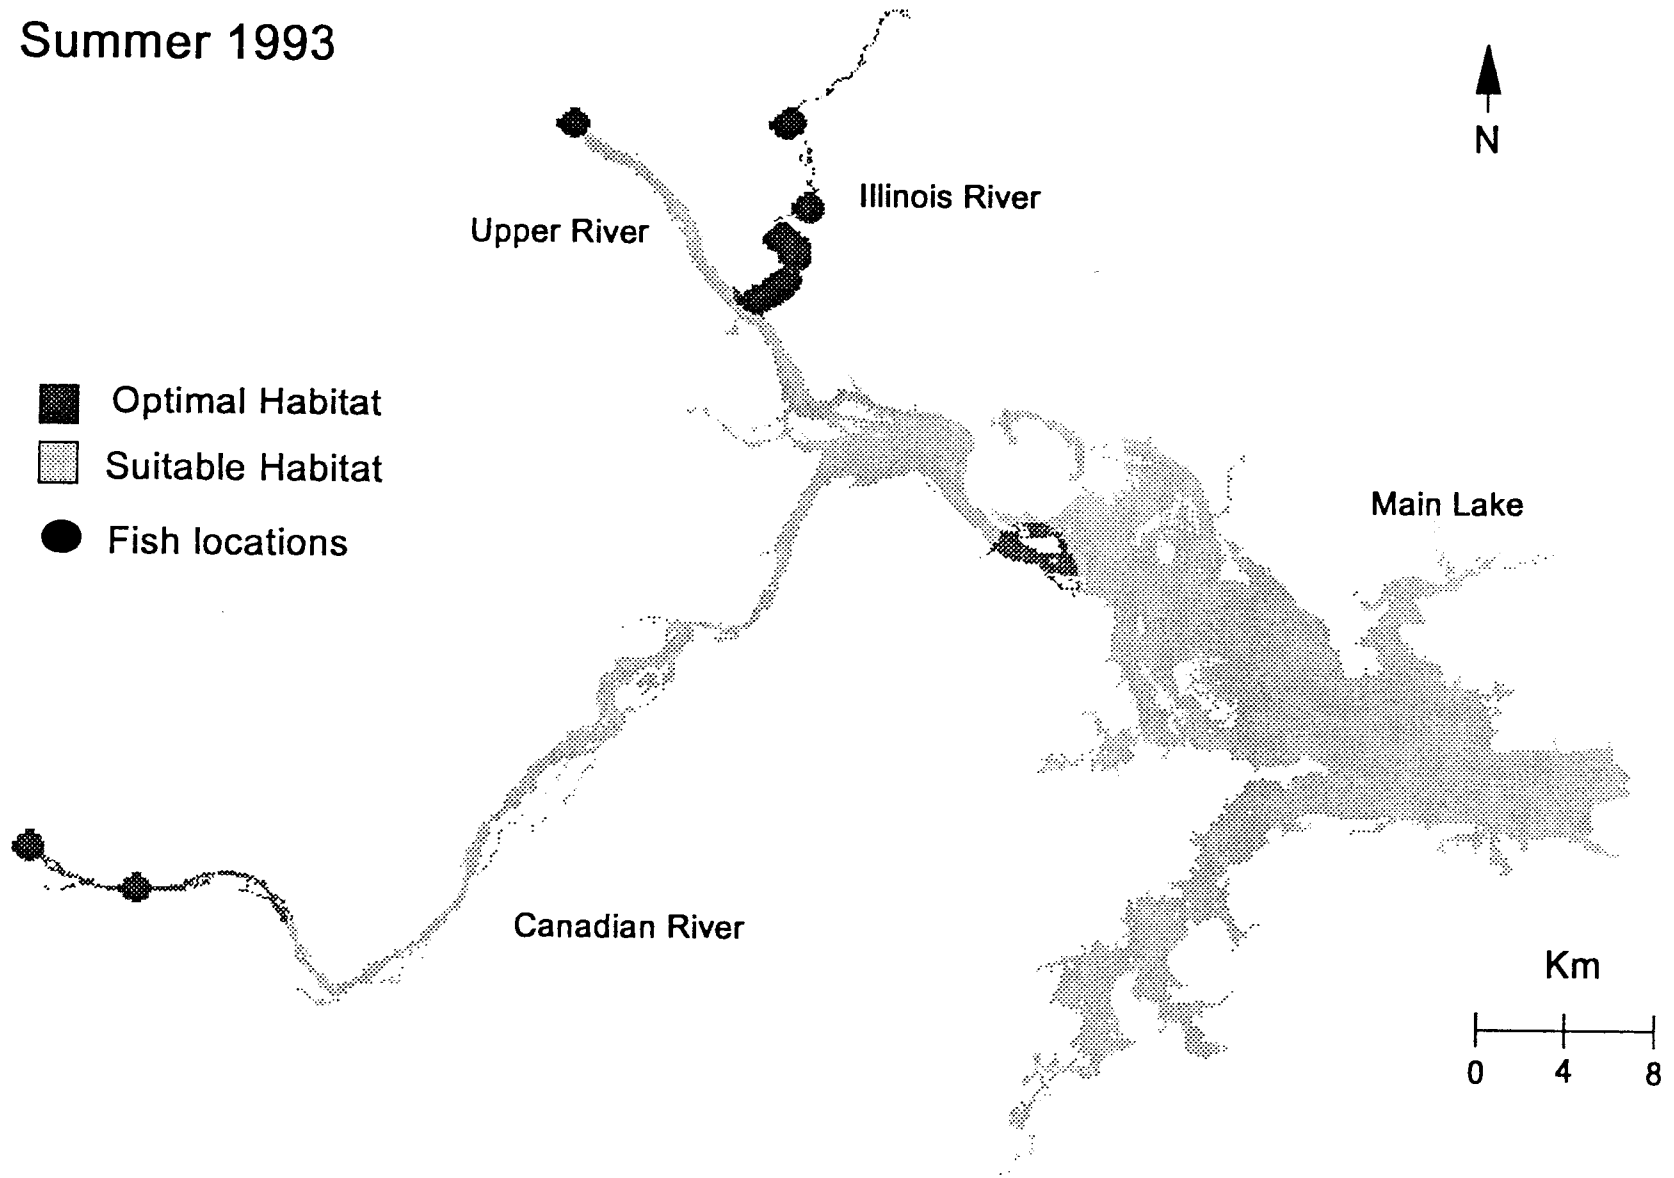 Summer 1993
N
Illinois River
Upper River
Optimal Habitat
Suitable Habitat
Fish locations
Main Lake
Canadian River
Km
0 4 8